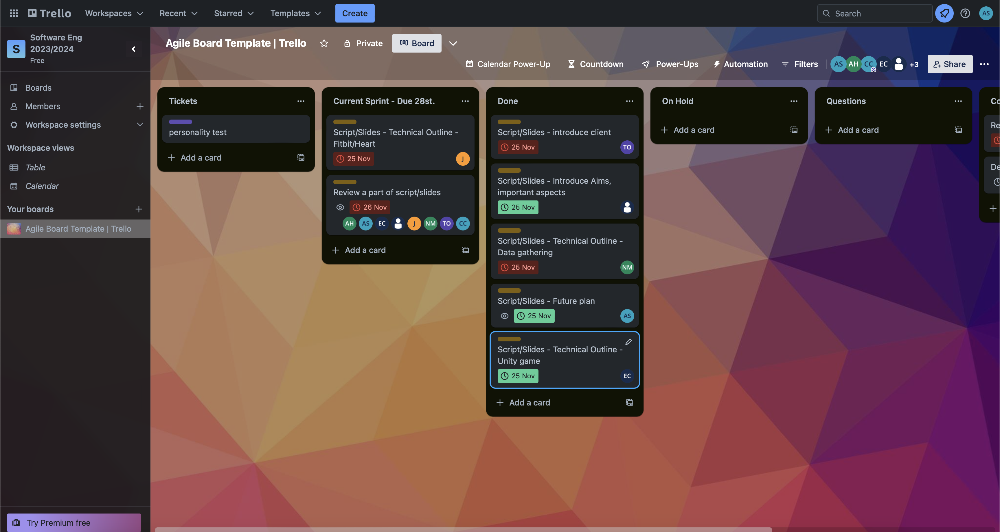 Trello
Workspaces
Recent
Starred
Templates
Create
Search
AS
S
Software Eng
2023/2024
Free
Boards
Members
Workspace settings
Workspace views
Table
Calendar
Your boards
Agile Board Template | Trello
Try Premium free
Agile Board Template | Trello
Private
Board
Calendar Power-Up
Countdown
Power-Ups
Automation
Filters
AS
AH
CC
EC
+3
Share
Tickets
personality test
Add a card
Current Sprint - Due 28st.
Script/Slides - Technical Outline -
Fitbit/Heart
25 Nov
J
Review a part of script/slides
26 Nov
AH AS EC J NM TO CC
Add a card
Done
Script/Slides - introduce client
25 Nov
TO
Script/Slides - Introduce Aims,
important aspects
25 Nov
Script/Slides - Technical Outline -
Data gathering
25 Nov
NM
Script/Slides - Future plan
25 Nov
AS
Script/Slides - Technical Outline -
Unity game
25 Nov
EC
Add a card
On Hold
Add a card
Questions
Add a card
Co
Re
De